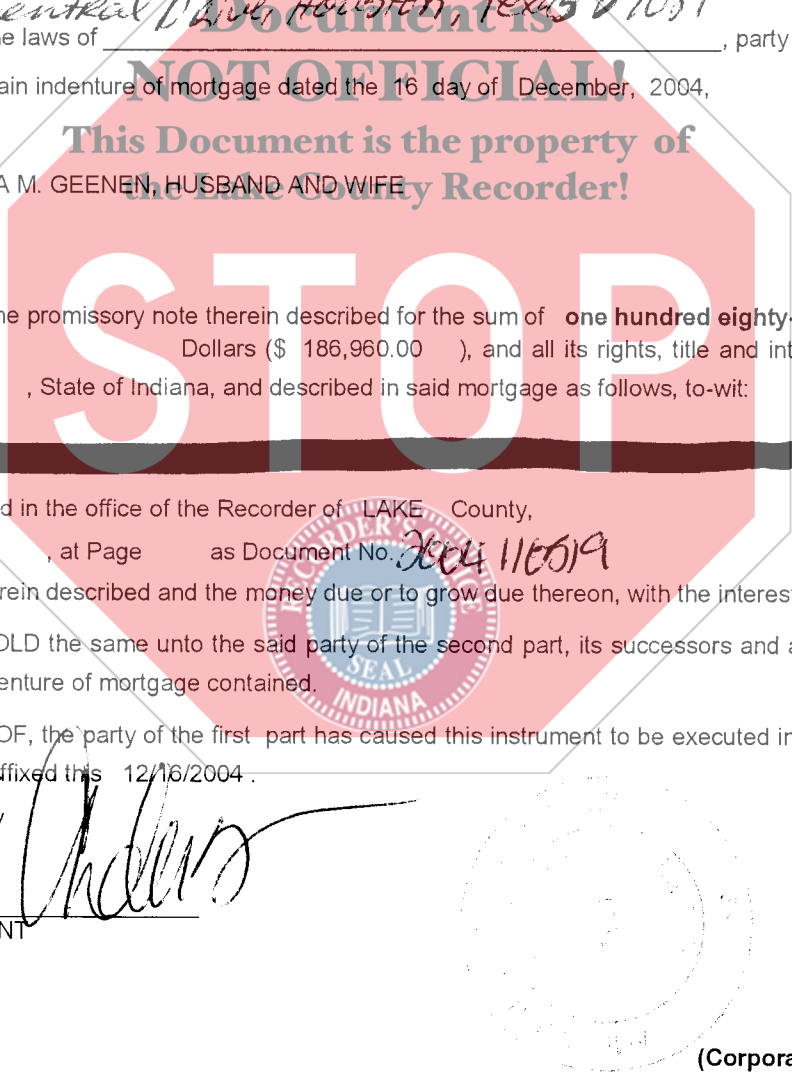 Central Drive, Houston, Texas 77081
Document is
e laws of , party
NOT OFFICIAL!
ain indenture of mortgage dated the 16 day of December, 2004,
This Document is the property of
A M. GEENEN, HUSBAND AND WIFE
the Lake County Recorder!
STOP
he promissory note therein described for the sum of one hundred eighty-
Dollars ($ 186,960.00 ), and all its rights, title and int
, State of Indiana, and described in said mortgage as follows, to-wit:
d in the office of the Recorder of LAKE County,
, at Page as Document No. 2004 110519
rein described and the money due or to grow due thereon, with the interest
RECORDER'S OFFICE
SEAL
INDIANA
OLD the same unto the said party of the second part, its successors and a
enture of mortgage contained.
OF, the party of the first part has caused this instrument to be executed in
ffixed this 12/16/2004 .
NT
(Corpora